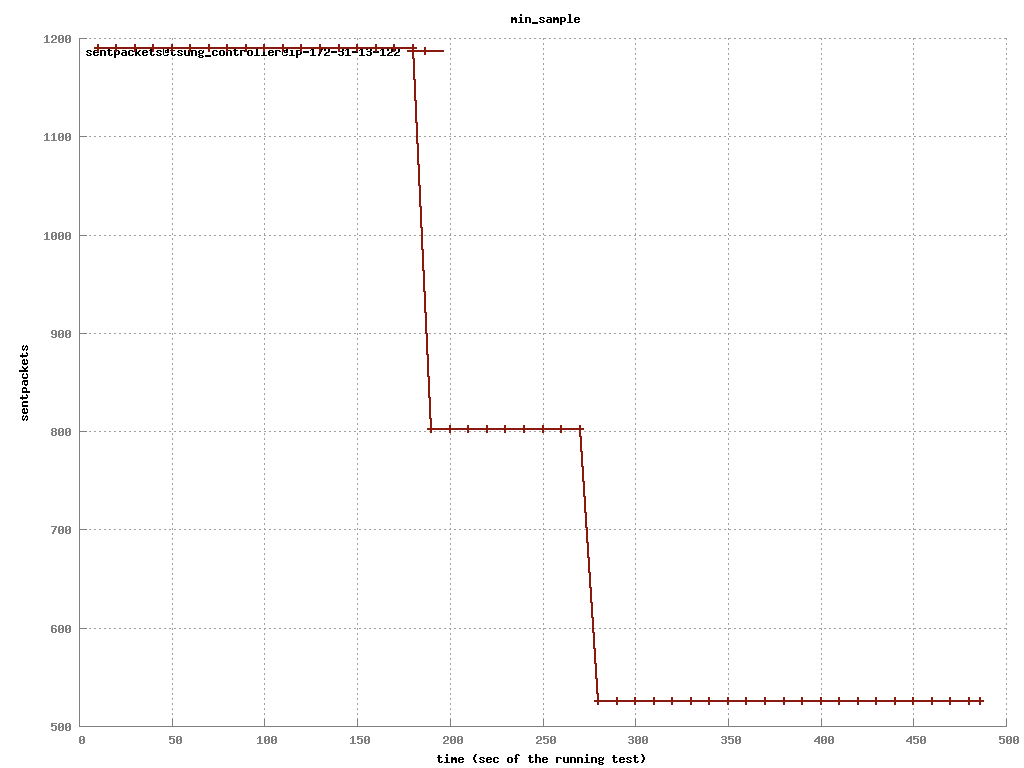 min_sample
1200
sentpackets@tsung_controller@ip-172-31-13-122
1100
1000
900
800
700
600
500
sentpackets
0 50 100 150 200 250 300 350 400 450 500
time (sec of the running test)